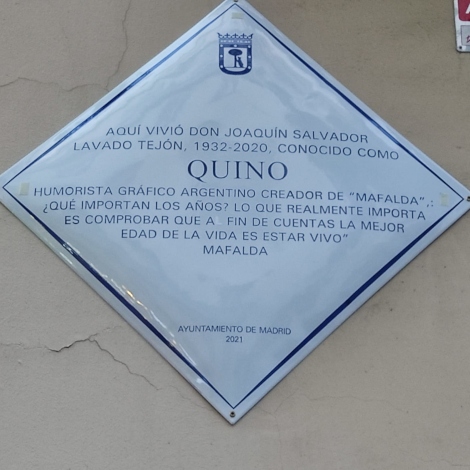 AQUÍ VIVIÓ DON JOAQUÍN SALVADOR
LAVADO TEJÓN, 1932-2020, CONOCIDO COMO
QUINO
HUMORISTA GRÁFICO ARGENTINO CREADOR DE "MAFALDA",:
¿QUÉ IMPORTAN LOS AÑOS? LO QUE REALMENTE IMPORTA
ES COMPROBAR QUE A FIN DE CUENTAS LA MEJOR
EDAD DE LA VIDA ES ESTAR VIVO"
MAFALDA
AYUNTAMIENTO DE MADRID
2021